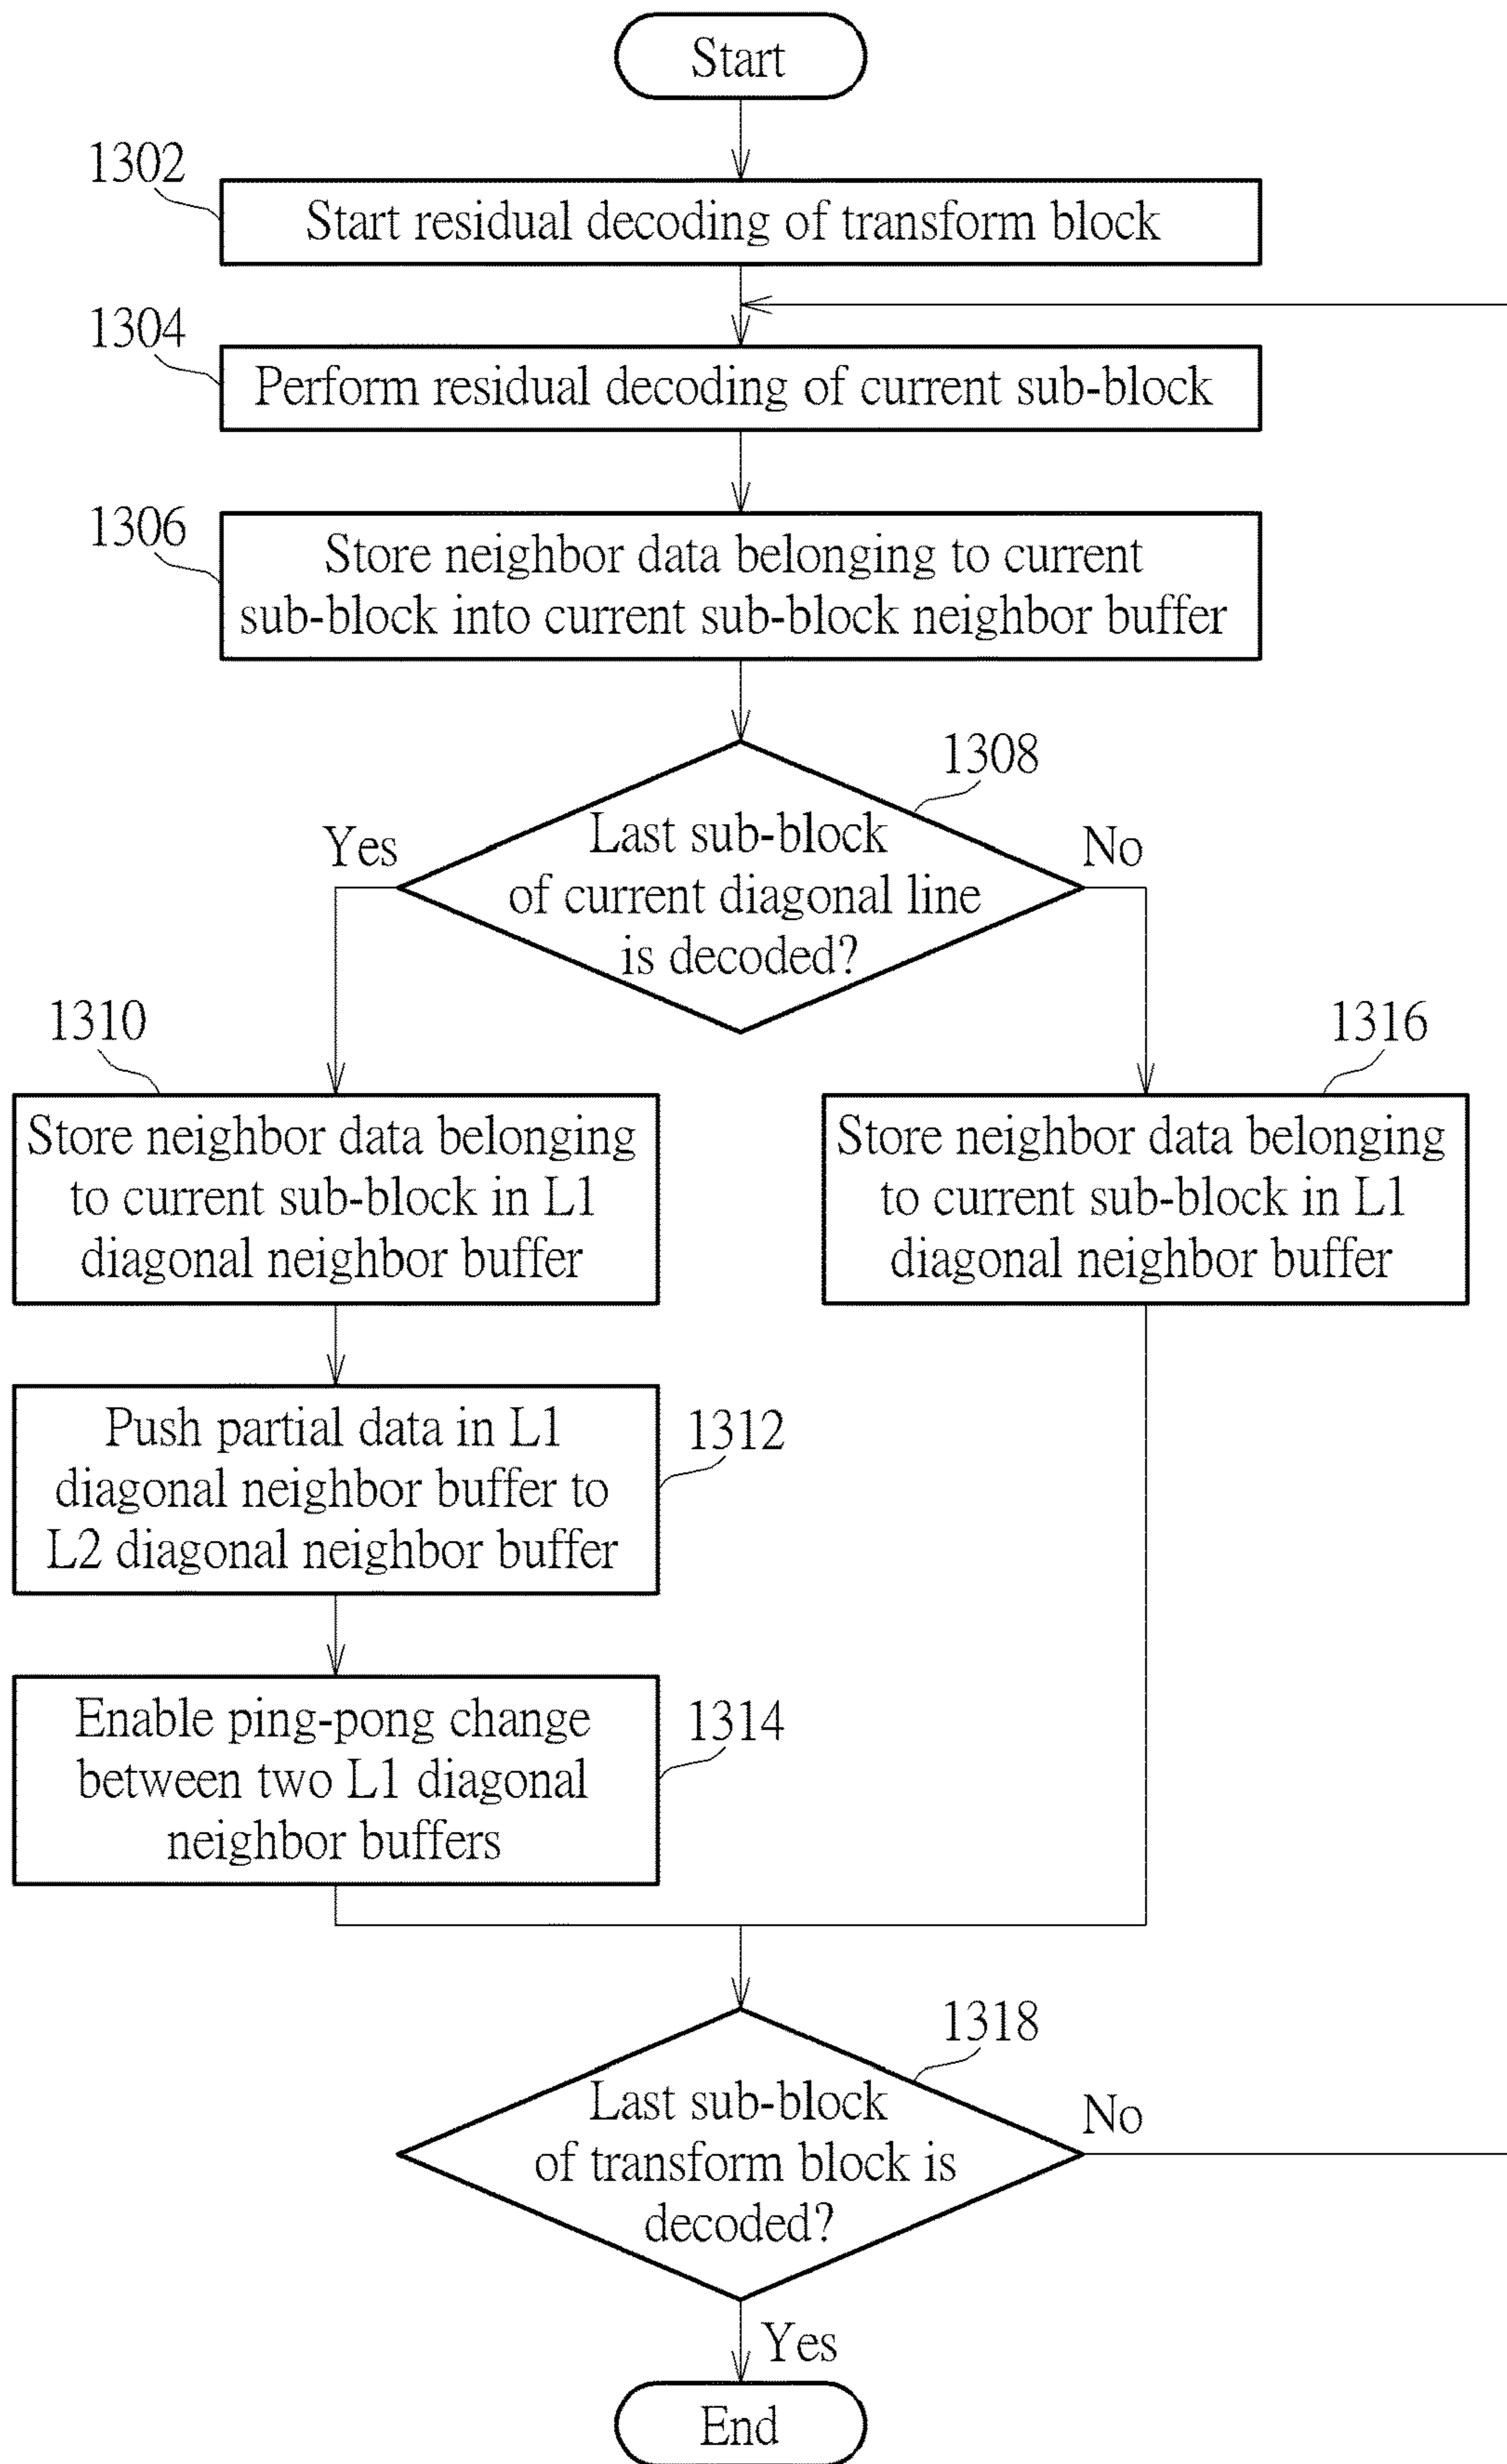 Start
1302
Start residual decoding of transform block
1304
Perform residual decoding of current sub-block
1306
Store neighbor data belonging to current
sub-block into current sub-block neighbor buffer
1308
Last sub-block
of current diagonal line
is decoded?
Yes
No
1310
Store neighbor data belonging
to current sub-block in L1
diagonal neighbor buffer
1316
Store neighbor data belonging
to current sub-block in L1
diagonal neighbor buffer
Push partial data in L1
diagonal neighbor buffer to
L2 diagonal neighbor buffer
1312
Enable ping-pong change
between two L1 diagonal
neighbor buffers
1314
1318
Last sub-block
of transform block is
decoded?
No
Yes
End